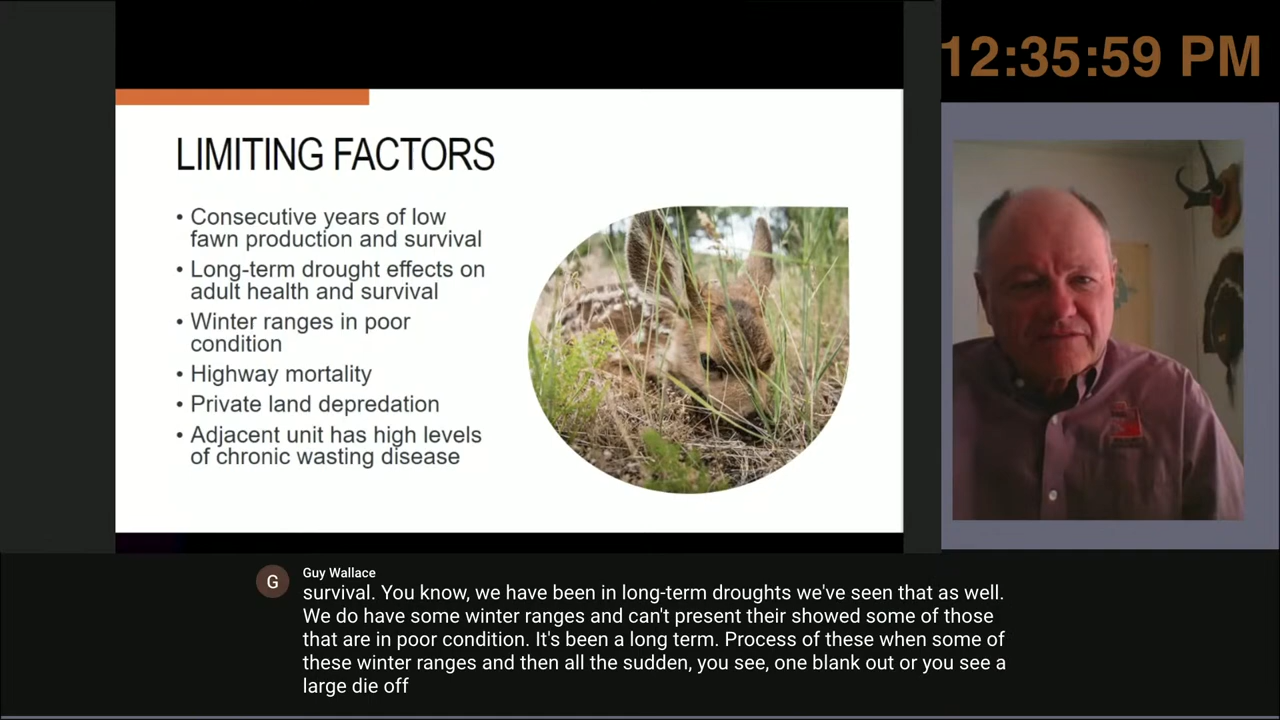 12:35:59 PM
LIMITING FACTORS
• Consecutive years of low
fawn production and survival
• Long-term drought effects on
adult health and survival
• Winter ranges in poor
condition
• Highway mortality
• Private land depredation
• Adjacent unit has high levels
of chronic wasting disease
G
Guy Wallace
survival. You know, we have been in long-term droughts we've seen that as well.
We do have some winter ranges and can't present their showed some of those
that are in poor condition. It's been a long term. Process of these when some of
these winter ranges and then all the sudden, you see, one blank out or you see a
large die off